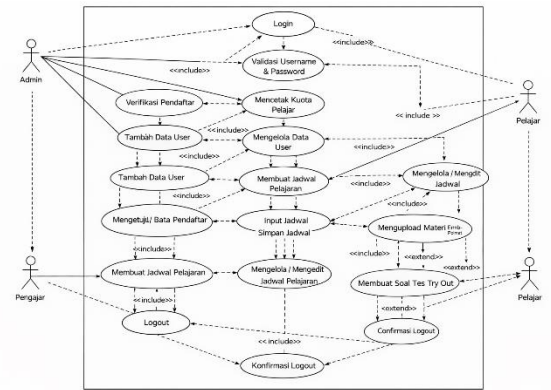 Login
<<include>>
<<include>>
Validasi Username
& Password
Admin
Pelajar
Verifikasi Pendaftar
Mencetak Kuota
Pelajar
<<include>>
<< include >>
Tambah Data User
Mengelola Data
User
<<include>>
<<include>>
Tambah Data User
Membuat Jadwal
Pelajaran
<<include>>
Mengelola / Mengdit
Jadwal
<<include>>
<<include>>
Input Jadwal
Simpan Jadwal
Mengupload Materi
<<include>>
<<include>>
<<include>>
<<extend>>
<<extend>>
Pengajar
Membuat Jadwal Pelajaran
Mengelola / Mengedit
Jadwal Pelajaran
Membuat Soal Tes Try Out
Pelajar
<<include>>
<extend>>
Logout
Confirmasi Logout
<< include>>
Konfirmasi Logout